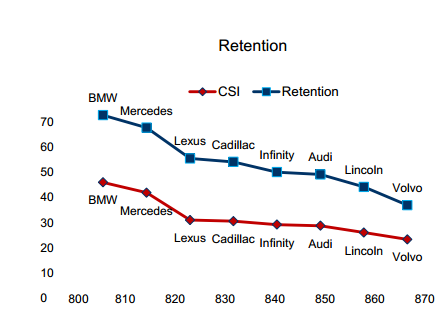 Retention
CSI Retention
BMW
Mercedes
Lexus
Cadillac
Infinity
Audi
Lincoln
Volvo
BMW
Mercedes
Lexus
Cadillac
Infinity
Audi
Lincoln
Volvo
70
60
50
40
30
20
10
0
800 810 820 830 840 850 860 870